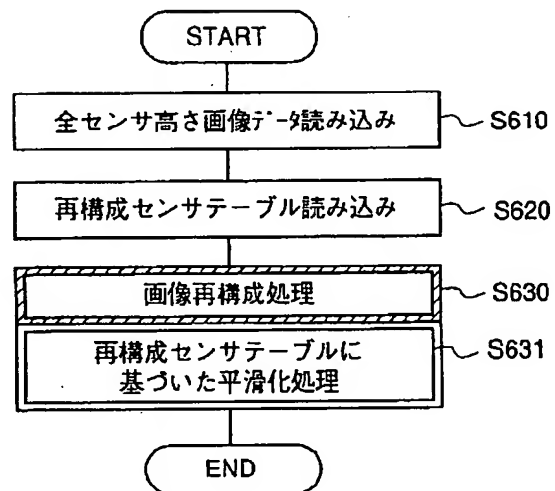 START
全センサ高さ画像データ読み込み
S610
再構成センサテーブル読み込み
S620
画像再構成処理
S630
再構成センサテーブルに
基づいた平滑化処理
S631
END